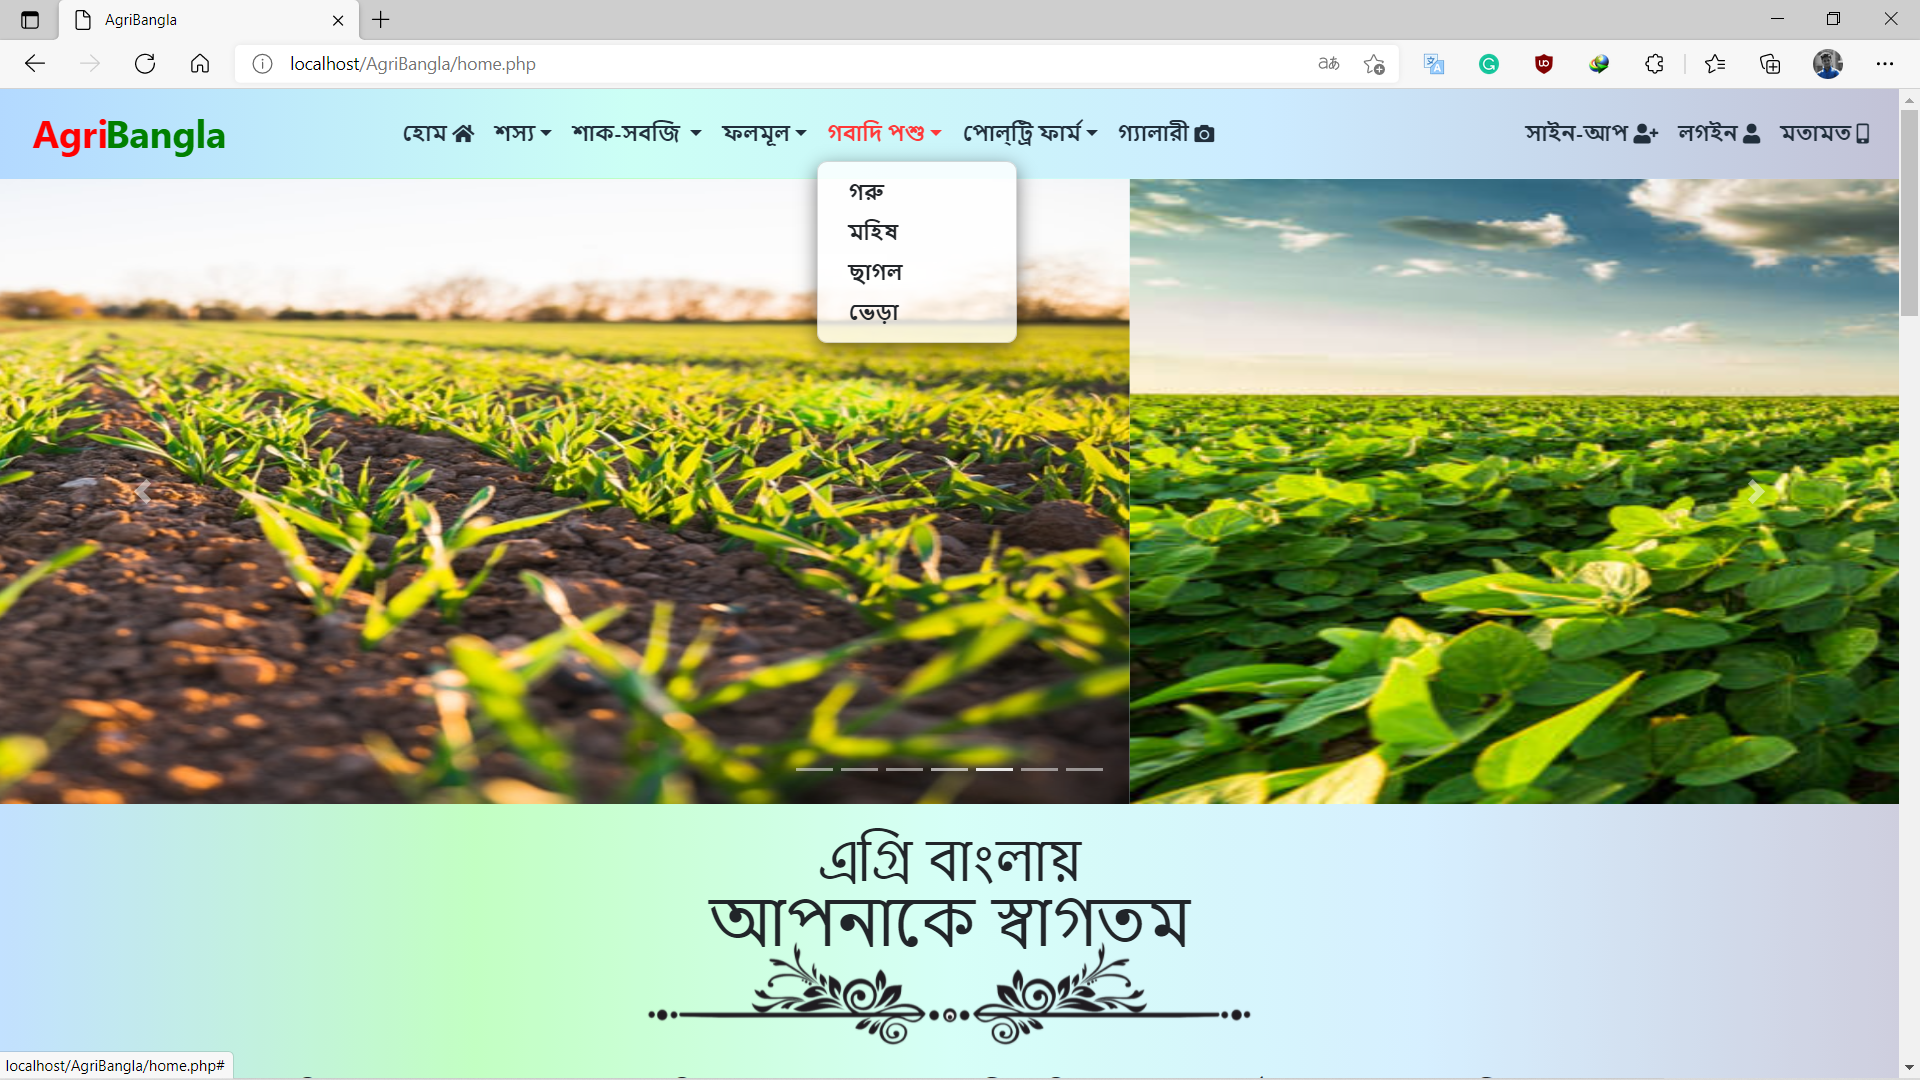 AgriBangla
localhost/AgriBangla/home.php
AgriBangla
হোম
শস্য
শাক-সবজি
ফলমূল
গবাদি পশু
পোল্ট্রি ফার্ম
গ্যালারী
সাইন-আপ
লগইন
মতামত
গরু
মহিষ
ছাগল
ভেড়া
এগ্রি বাংলায়
আপনাকে স্বাগতম
localhost/AgriBangla/home.php#